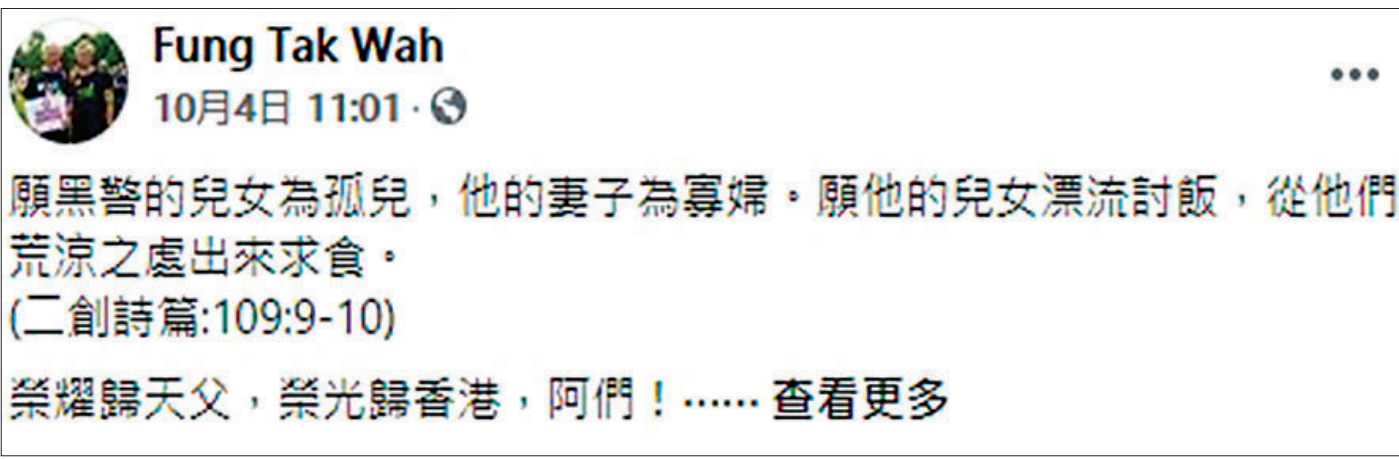 Fung Tak Wah
10月4日 11:01 ·
願黑警的兒女為孤兒，他的妻子為寡婦。願他的兒女漂流討飯，從他們
荒涼之處出來求食。
(二創詩篇:109:9-10)
榮耀歸天父，榮光歸香港，阿們！…… 查看更多